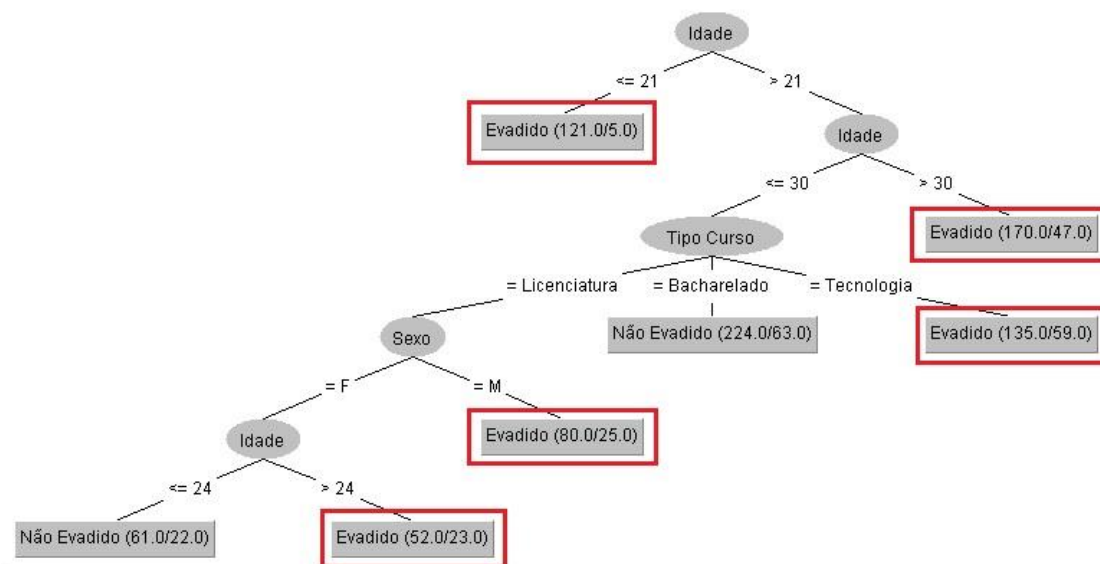 Idade
<= 21
> 21
Evadido (121.0/5.0)
Idade
<= 30
> 30
Tipo Curso
Evadido (170.0/47.0)
= Licenciatura
= Bacharelado
= Tecnologia
Sexo
Não Evadido (224.0/63.0)
Evadido (135.0/59.0)
= F
= M
Idade
Evadido (80.0/25.0)
<= 24
> 24
Não Evadido (61.0/22.0)
Evadido (52.0/23.0)